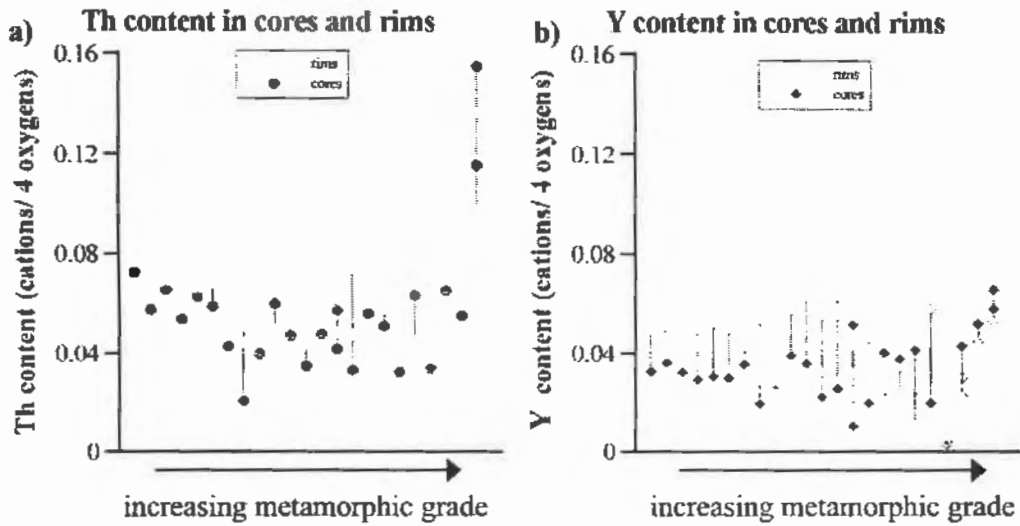 a)
Th content in cores and rims
Th content (cations/ 4 oxygens)
0.16
0.12
0.08
0.04
0
rims
cores
increasing metamorphic grade
b)
Y content in cores and rims
Y content (cations/ 4 oxygens)
0.16
0.12
0.08
0.04
0
rims
cores
increasing metamorphic grade